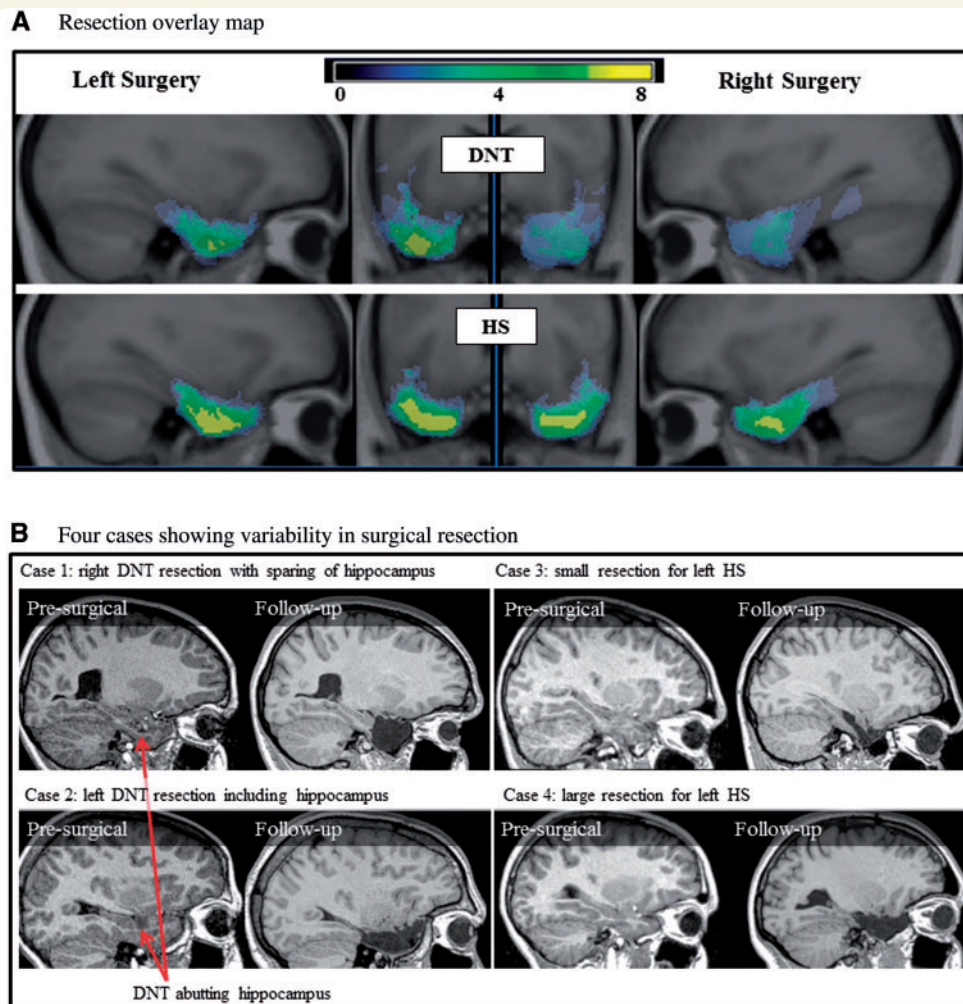 A Resection overlay map
Left Surgery
0 4 8
Right Surgery
DNT
HS
B Four cases showing variability in surgical resection
Case 1: right DNT resection with sparing of hippocampus
Pre-surgical Follow-up
Case 3: small resection for left HS
Pre-surgical Follow-up
Case 2: left DNT resection including hippocampus
Pre-surgical Follow-up
Case 4: large resection for left HS
Pre-surgical Follow-up
DNT abutting hippocampus